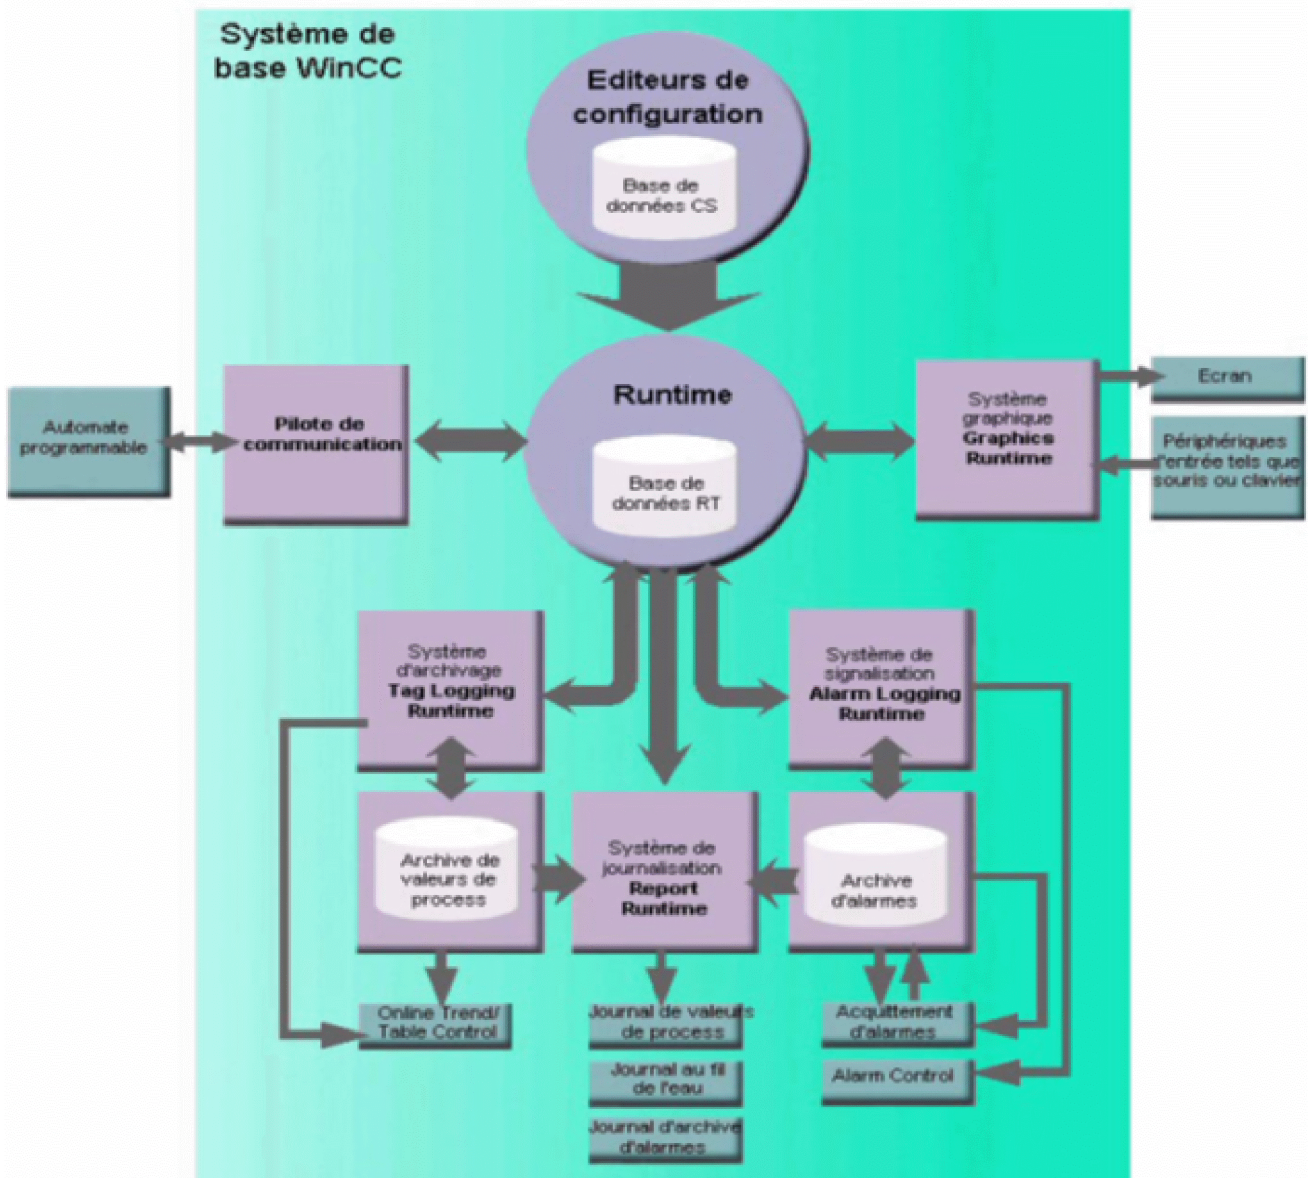 Système de
base WinCC
Editeurs de
configuration
Base de
données CS
Runtime
Base de
données RT
Automate
programmable
Pilote de
communication
Système
graphique
Graphics
Runtime
Ecran
Périphériques
d'entrée tels que
souris ou clavier
Système
d'archivage
Tag Logging
Runtime
Système de
signalisation
Alarm Logging
Runtime
Archive de
valeurs de
process
Système de
journalisation
Report
Runtime
Archive
d'alarmes
Online Trend/
Table Control
Journal de valeurs
de process
Acquittement
d'alarmes
Journal au fil
de l'eau
Alarm Control
Journal d'archive
d'alarmes